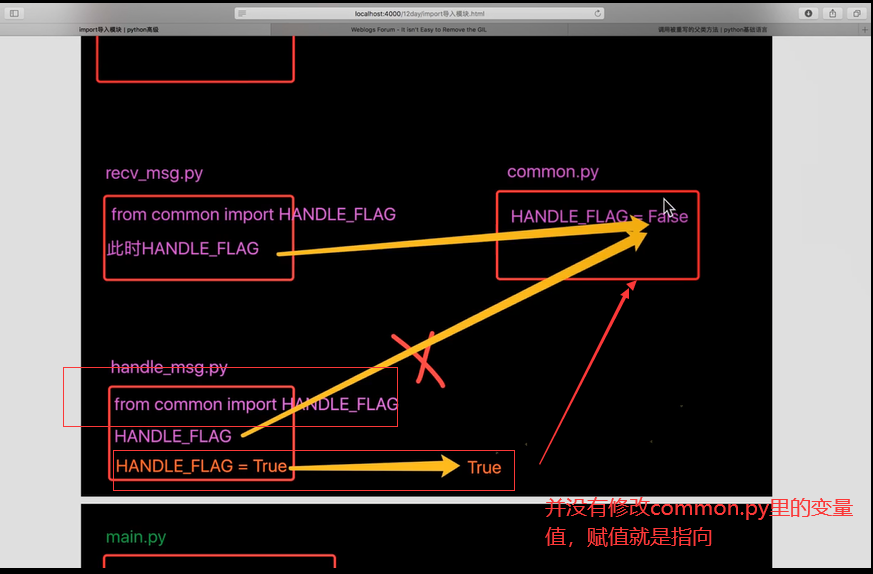 localhost:4000/12day/import导入模块.html
import导入模块 | python高级
Weblogs Forum - It isn't Easy to Remove the GIL
调用被重写的父类方法 | python基础语言
recv_msg.py
common.py
from common import HANDLE_FLAG
HANDLE_FLAG = False
此时HANDLE_FLAG
handle_msg.py
from common import HANDLE_FLAG
HANDLE_FLAG
HANDLE_FLAG = True
True
并没有修改common.py里的变量
值，赋值就是指向
main.py